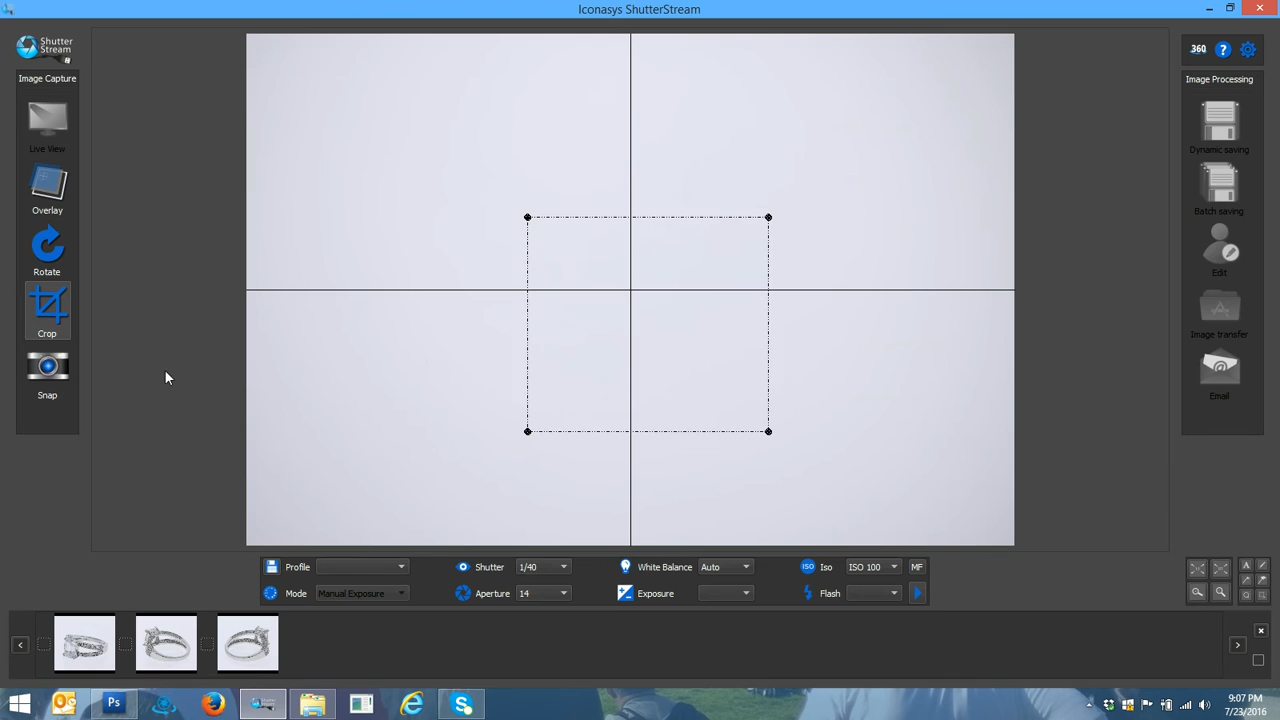 Iconasys ShutterStream
Shutter
Stream
Image Capture
Live View
Overlay
Rotate
Crop
Snap
360
?
Image Processing
Dynamic saving
Batch saving
Edit
Image transfer
@
Email
Profile
Shutter 1/40
White Balance Auto
ISO Iso ISO 100 MF
Mode Manual Exposure
Aperture 14
Exposure
Flash
A
<
>
x
Ps
S
9:07 PM
7/23/2016